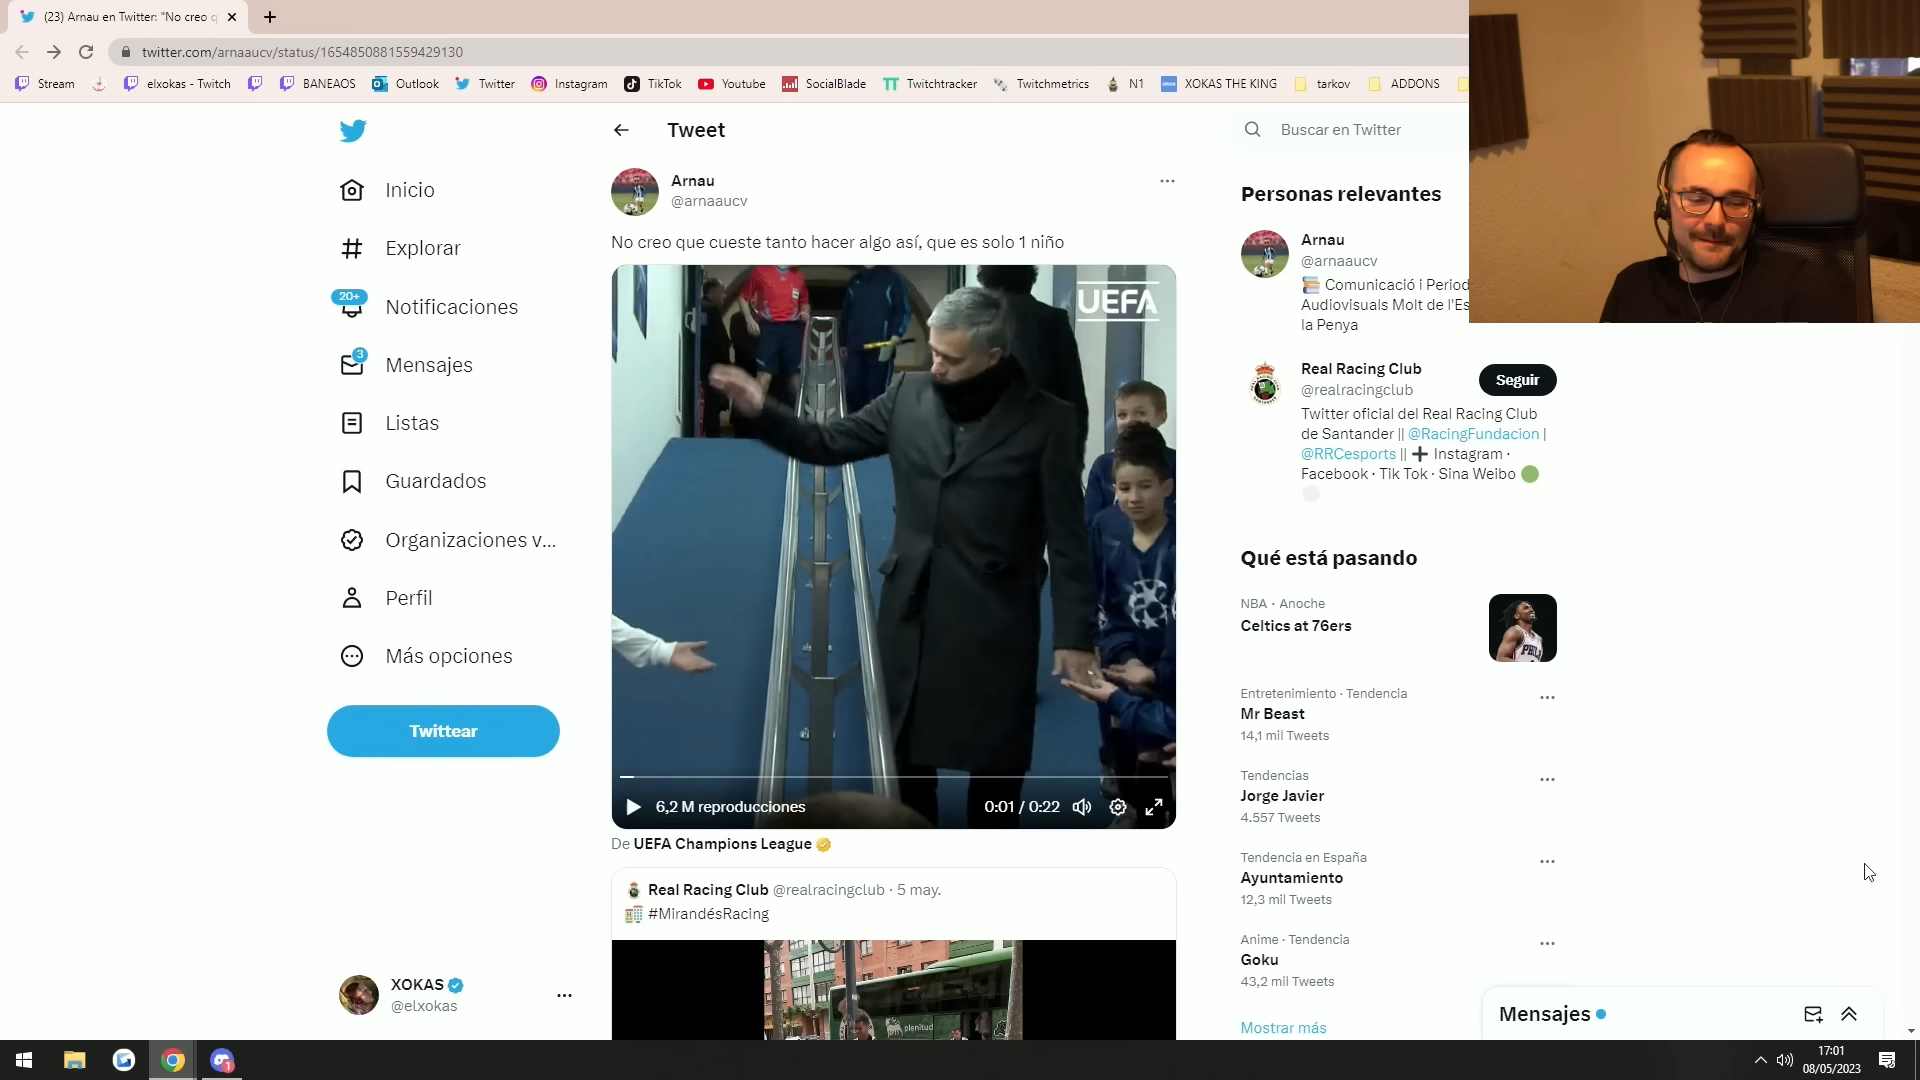 (23) Arnau en Twitter: "No creo q
twitter.com/arnaaucv/status/1654850881559429130
Stream
elxokas - Twitch
BANEAOS
Outlook
Twitter
Instagram
TikTok
Youtube
SocialBlade
Twitchtracker
Twitchmetrics
N1
XOKAS THE KING
tarkov
ADDONS
Inicio
Explorar
20+
Notificaciones
3
Mensajes
Listas
Guardados
Organizaciones v...
Perfil
Más opciones
Twittear
XOKAS
@elxokas
Tweet
Arnau
@arnaaucv
No creo que cueste tanto hacer algo así, que es solo 1 niño
UEFA
6,2 M reproducciones
0:01 / 0:22
De UEFA Champions League
Real Racing Club @realracingclub · 5 may.
#MirandésRacing
plenitude
Buscar en Twitter
Personas relevantes
Arnau
@arnaaucv
Comunicació i Period
Audiovisuals Molt de l'Es
la Penya
Real Racing Club
@realracingclub
Seguir
Twitter oficial del Real Racing Club
de Santander || @RacingFundacion |
@RRCesports || Instagram ·
Facebook · Tik Tok · Sina Weibo
Qué está pasando
NBA · Anoche
Celtics at 76ers
PHIL
Entretenimiento · Tendencia
Mr Beast
14,1 mil Tweets
Tendencias
Jorge Javier
4.557 Tweets
Tendencia en España
Ayuntamiento
12,3 mil Tweets
Anime · Tendencia
Goku
43,2 mil Tweets
Mostrar más
Mensajes
1
17:01
08/05/2023